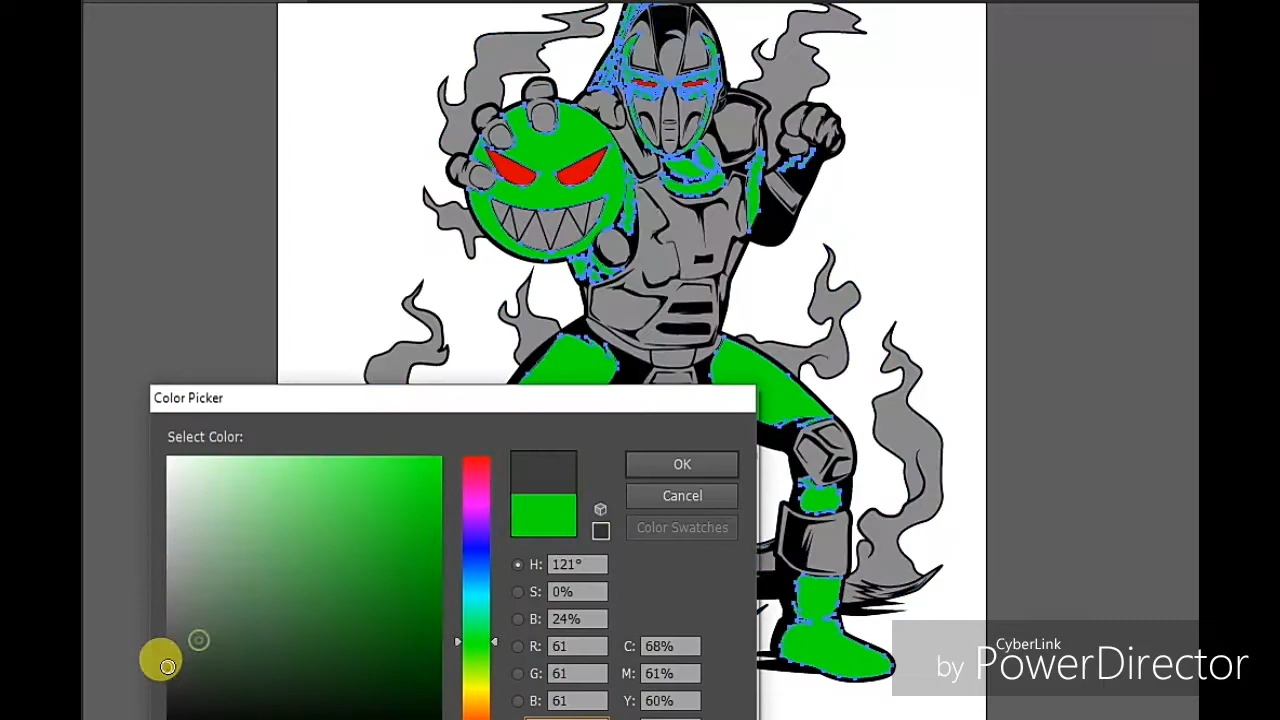 Color Picker
Select Color:
OK
Cancel
Color Swatches
H: 121°
S: 0%
B: 24%
R: 61 C: 68%
G: 61 M: 61%
B: 61 Y: 60%
CyberLink
by PowerDirector